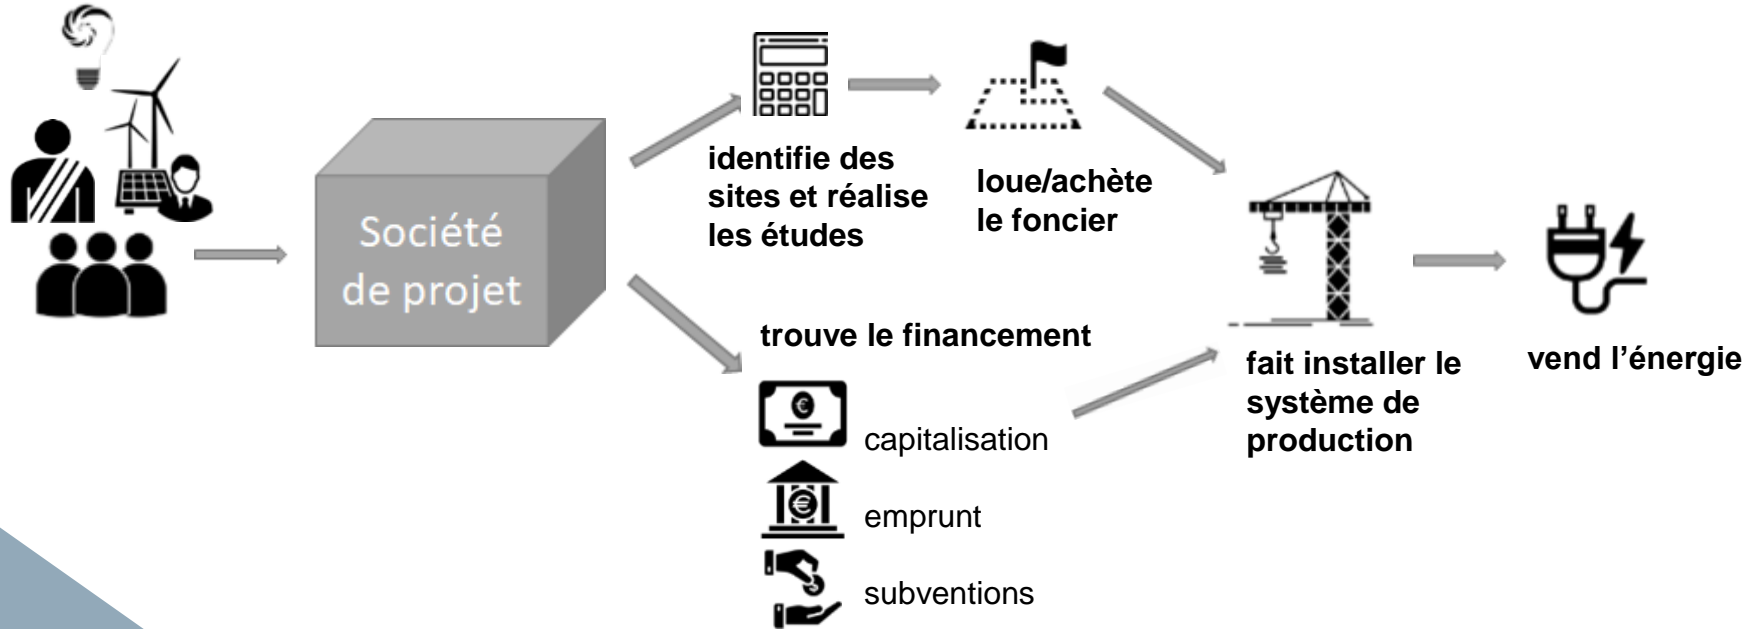 Société
de projet
identifie des
sites et réalise
les études
loue/achète
le foncier
trouve le financement
capitalisation
emprunt
subventions
fait installer le
système de
production
vend l’énergie